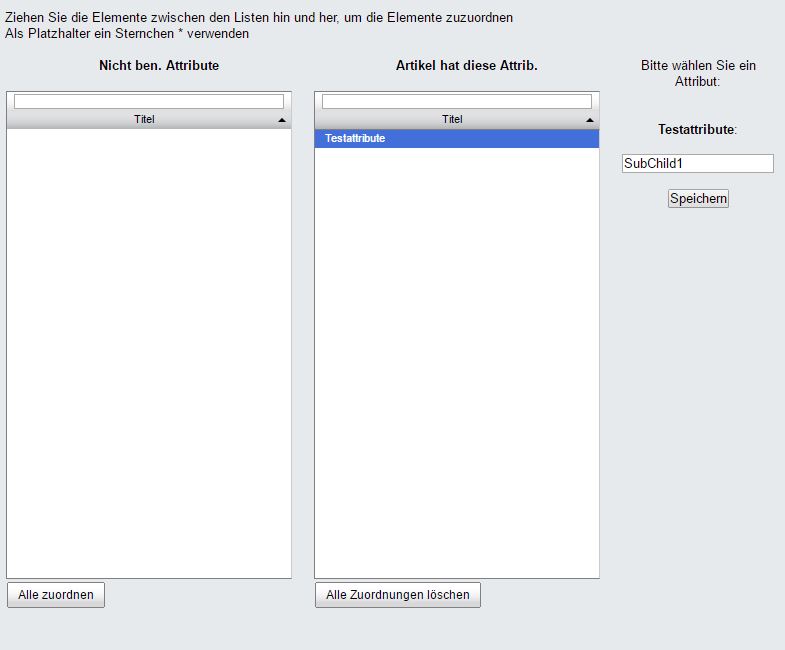 Ziehen Sie die Elemente zwischen den Listen hin und her, um die Elemente zuzuordnen
Als Platzhalter ein Sternchen * verwenden
Nicht ben. Attribute
Artikel hat diese Attrib.
Bitte wählen Sie ein
Attribut:
Titel
Titel
Testattribute
Testattribute:
SubChild1
Speichern
Alle zuordnen
Alle Zuordnungen löschen